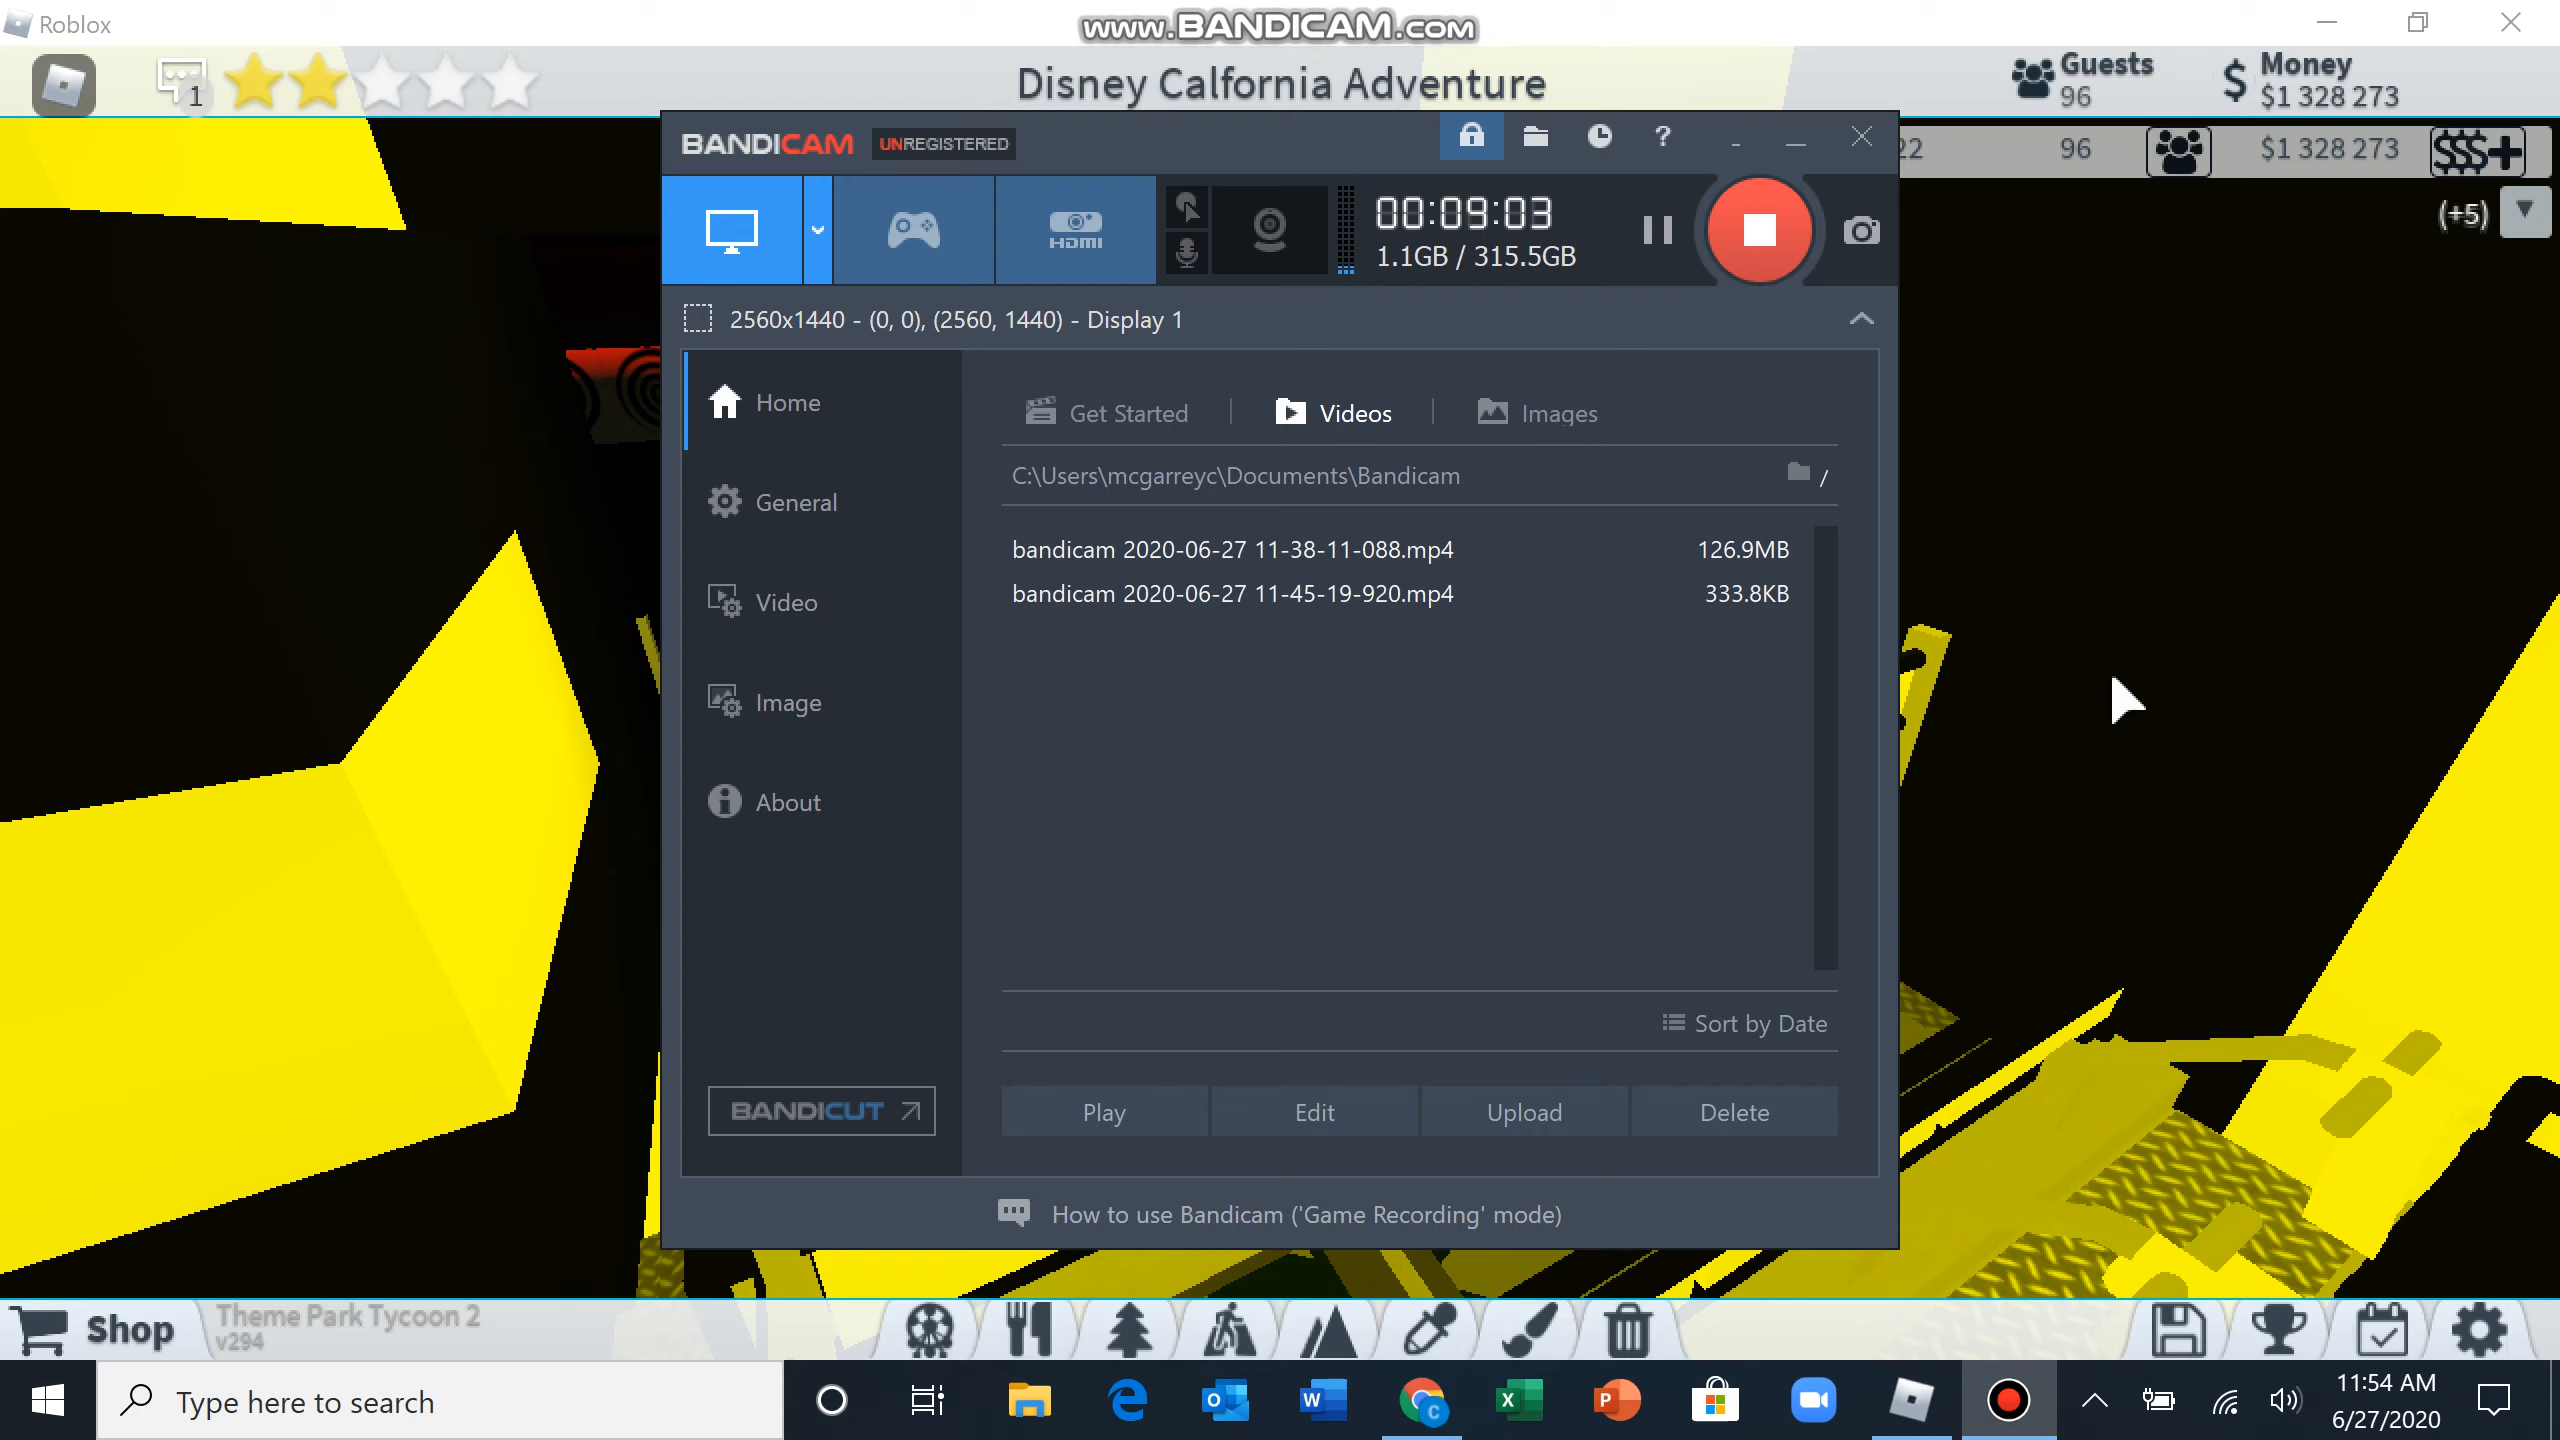 Roblox
www.BANDICAM.com
1
Disney Calfornia Adventure
Guests
96
$ Money
$1 328 273
BANDICAM UNREGISTERED
?
22
96
$1 328 273
$$$+
HDMI
00:09:03
1.1GB / 315.5GB
(+5)
2560x1440 - (0, 0), (2560, 1440) - Display 1
Home
General
Video
Image
About
Get Started
Videos
Images
C:\Users\mcgarreyc\Documents\Bandicam
/
bandicam 2020-06-27 11-38-11-088.mp4 126.9MB
bandicam 2020-06-27 11-45-19-920.mp4 333.8KB
Sort by Date
BANDICUT
Play
Edit
Upload
Delete
How to use Bandicam ('Game Recording' mode)
Shop
Theme Park Tycoon 2
v294
Type here to search
11:54 AM
6/27/2020